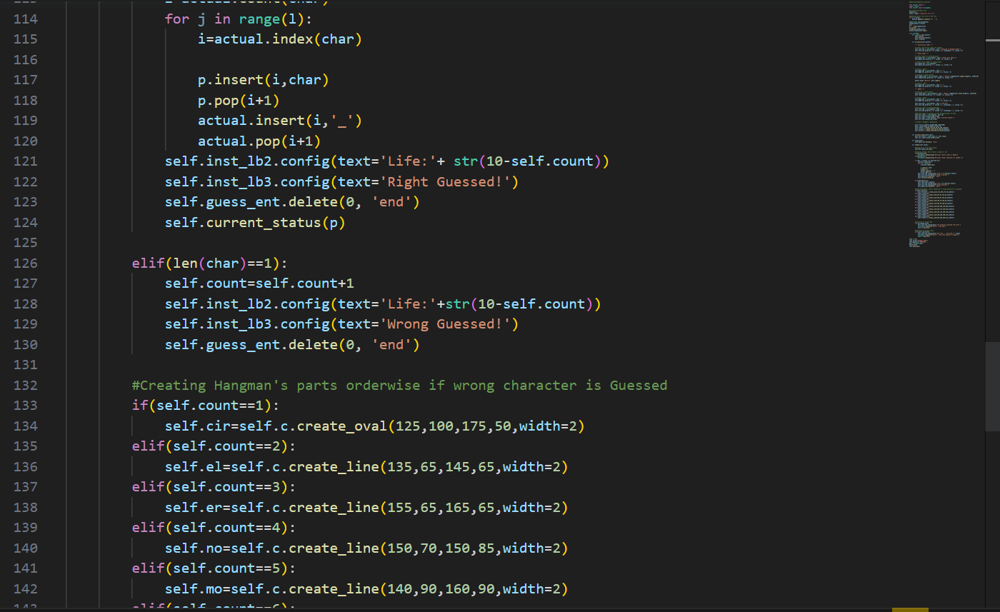 114 for j in range(l):
115 i=actual.index(char)
116
117 p.insert(i,char)
118 p.pop(i+1)
119 actual.insert(i,'_')
120 actual.pop(i+1)
121 self.inst_lb2.config(text='Life:'+ str(10-self.count))
122 self.inst_lb3.config(text='Right Guessed!')
123 self.guess_ent.delete(0, 'end')
124 self.current_status(p)
125
126 elif(len(char)==1):
127 self.count=self.count+1
128 self.inst_lb2.config(text='Life:'+str(10-self.count))
129 self.inst_lb3.config(text='Wrong Guessed!')
130 self.guess_ent.delete(0, 'end')
131
132 #Creating Hangman's parts orderwise if wrong character is Guessed
133 if(self.count==1):
134 self.cir=self.c.create_oval(125,100,175,50,width=2)
135 elif(self.count==2):
136 self.el=self.c.create_line(135,65,145,65,width=2)
137 elif(self.count==3):
138 self.er=self.c.create_line(155,65,165,65,width=2)
139 elif(self.count==4):
140 self.no=self.c.create_line(150,70,150,85,width=2)
141 elif(self.count==5):
142 self.mo=self.c.create_line(140,90,160,90,width=2)
143 elif(self.count==6):